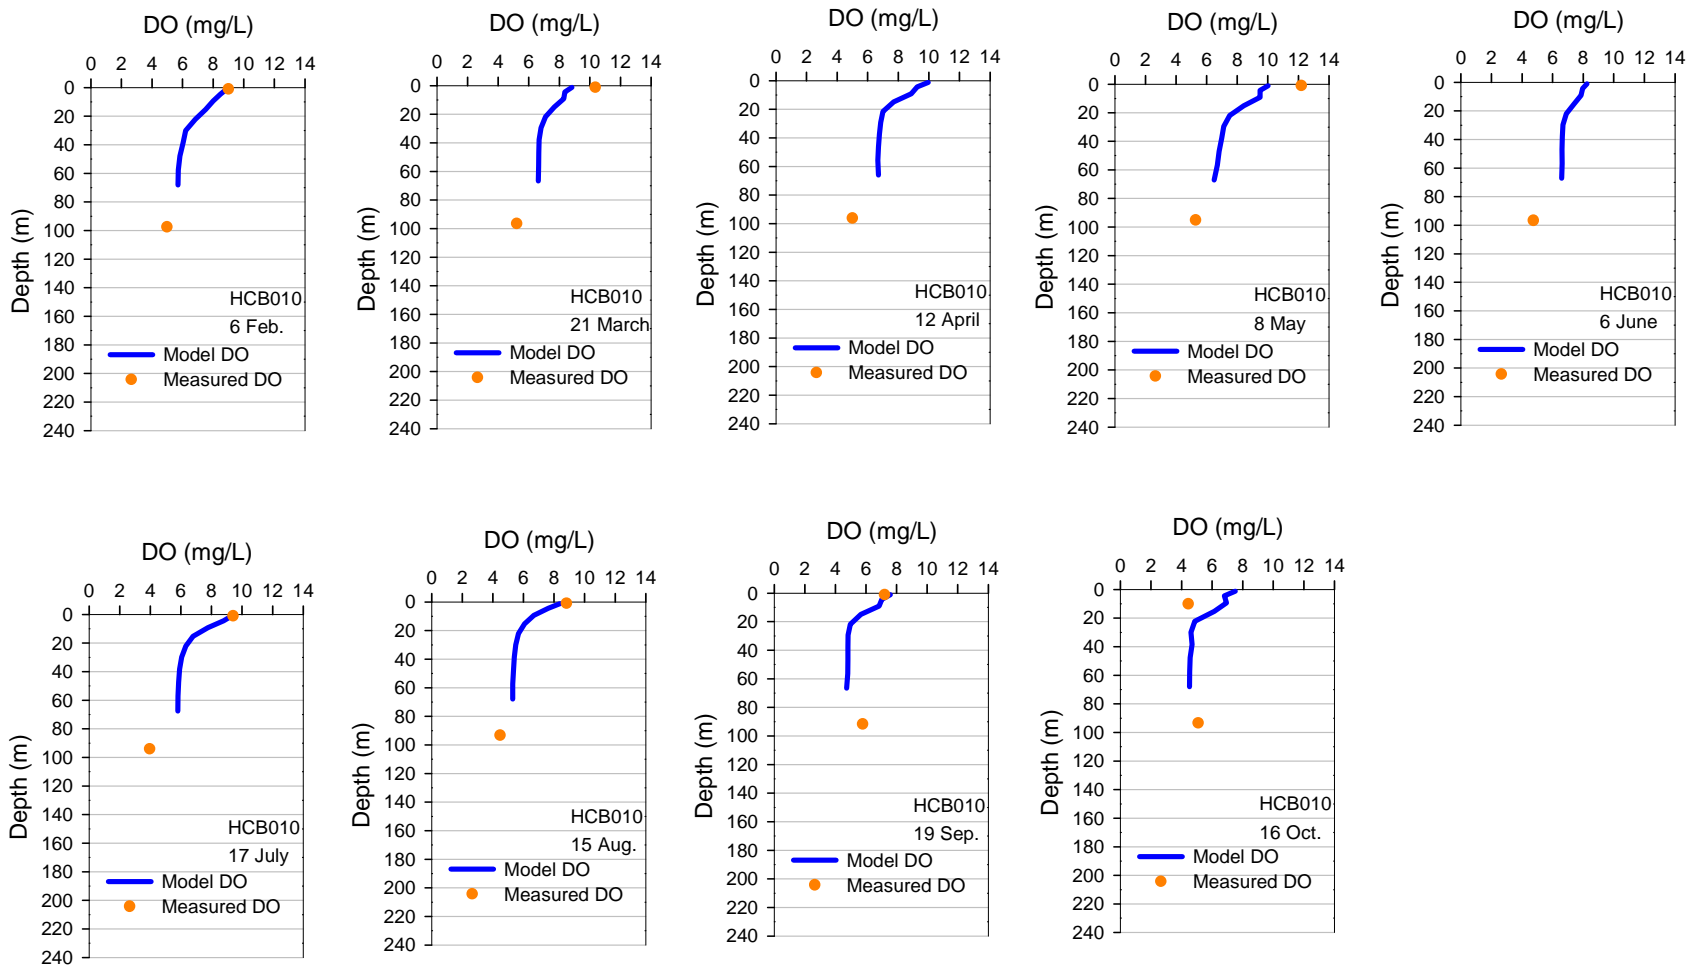 DO (mg/L)
0 2 4 6 8 10 12 14
0
20
40
60
80
100
120
140
160
180
200
220
240
Depth (m)
HCB010
6 Feb.
Model DO
Measured DO
DO (mg/L)
0 2 4 6 8 10 12 14
0
20
40
60
80
100
120
140
160
180
200
220
240
Depth (m)
HCB010
21 March
Model DO
Measured DO
DO (mg/L)
0 2 4 6 8 10 12 14
0
20
40
60
80
100
120
140
160
180
200
220
240
Depth (m)
HCB010
12 April
Model DO
Measured DO
DO (mg/L)
0 2 4 6 8 10 12 14
0
20
40
60
80
100
120
140
160
180
200
220
240
Depth (m)
HCB010
8 May
Model DO
Measured DO
DO (mg/L)
0 2 4 6 8 10 12 14
0
20
40
60
80
100
120
140
160
180
200
220
240
Depth (m)
HCB010
6 June
Model DO
Measured DO
DO (mg/L)
0 2 4 6 8 10 12 14
0
20
40
60
80
100
120
140
160
180
200
220
240
Depth (m)
HCB010
17 July
Model DO
Measured DO
DO (mg/L)
0 2 4 6 8 10 12 14
0
20
40
60
80
100
120
140
160
180
200
220
240
Depth (m)
HCB010
15 Aug.
Model DO
Measured DO
DO (mg/L)
0 2 4 6 8 10 12 14
0
20
40
60
80
100
120
140
160
180
200
220
240
Depth (m)
HCB010
19 Sep.
Model DO
Measured DO
DO (mg/L)
0 2 4 6 8 10 12 14
0
20
40
60
80
100
120
140
160
180
200
220
240
Depth (m)
HCB010
16 Oct.
Model DO
Measured DO